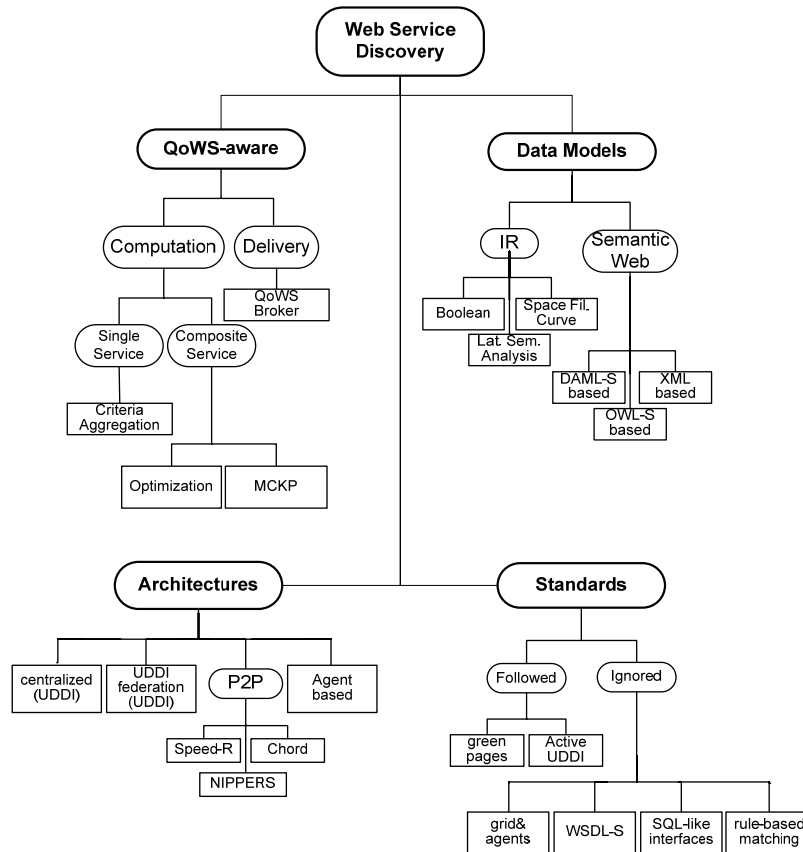 Web Service
Discovery
QoWS-aware
Data Models
Computation
Delivery
IR
Semantic
Web
QoWS
Broker
Boolean
Space Fil.
Curve
Lat. Sem.
Analysis
Single
Service
Composite
Service
DAML-S
based
XML
based
OWL-S
based
Criteria
Aggregation
Optimization
MCKP
Architectures
Standards
centralized
(UDDI)
UDDI
federation
(UDDI)
P2P
Agent
based
Followed
Ignored
Speed-R
Chord
NIPPERS
green
pages
Active
UDDI
grid&
agents
WSDL-S
SQL-like
interfaces
rule-based
matching